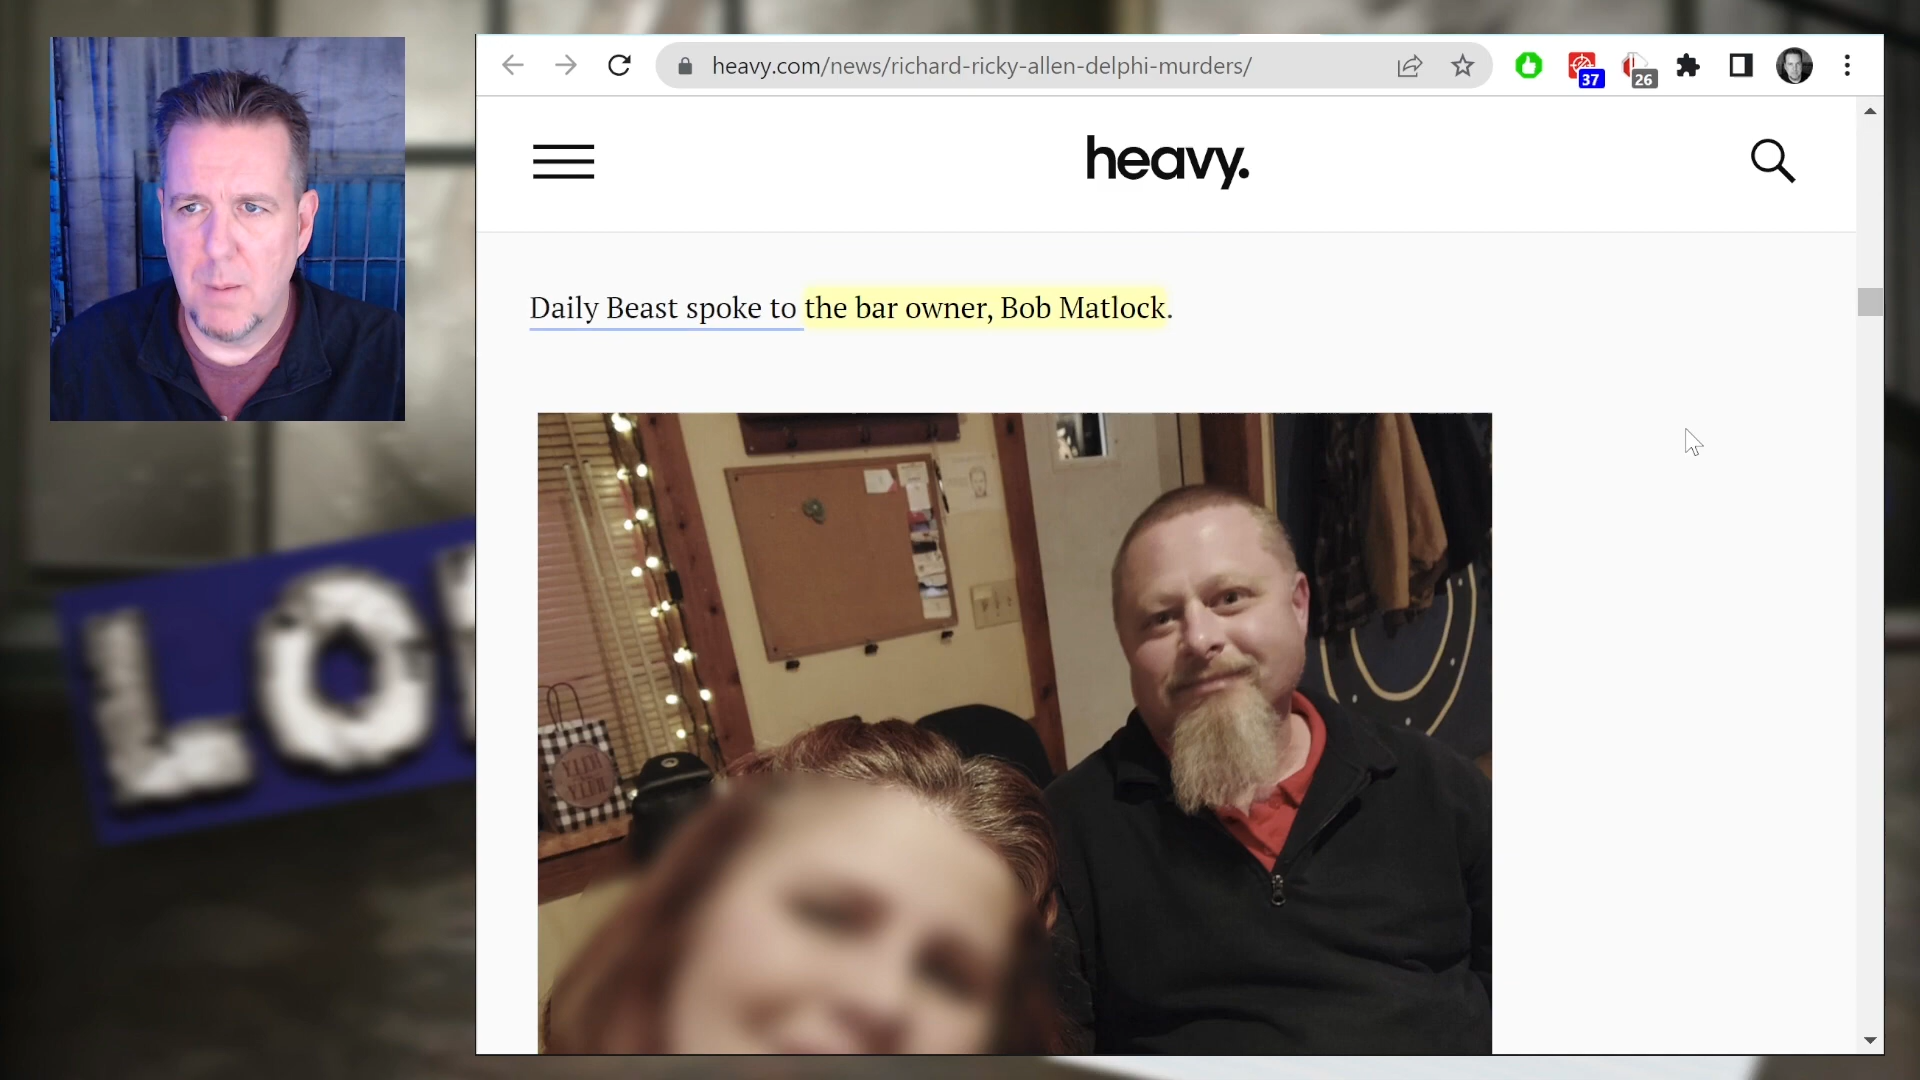 heavy.com/news/richard-ricky-allen-delphi-murders/
37
26
heavy.
Daily Beast spoke to the bar owner, Bob Matlock.
LO